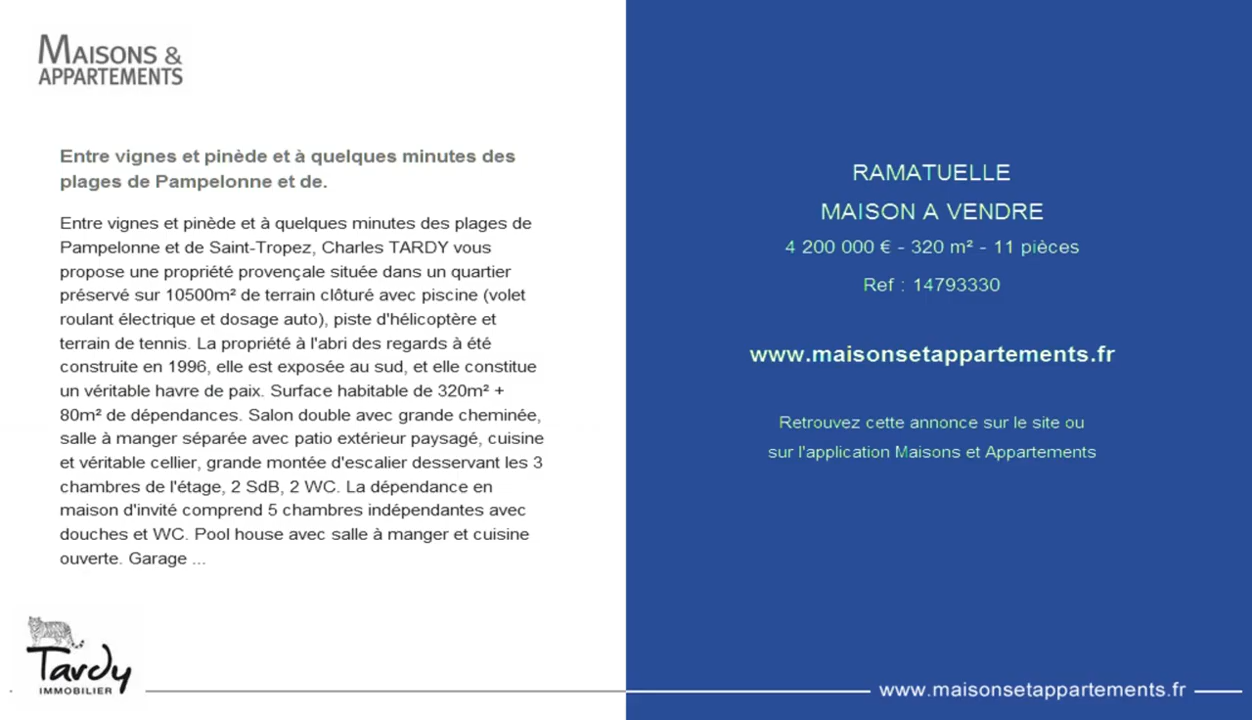 MAISONS &
APPARTEMENTS
Entre vignes et pinède et à quelques minutes des
plages de Pampelonne et de.
Entre vignes et pinède et à quelques minutes des plages de
Pampelonne et de Saint-Tropez, Charles TARDY vous
propose une propriété provençale située dans un quartier
préservé sur 10500m² de terrain clôturé avec piscine (volet
roulant électrique et dosage auto), piste d'hélicoptère et
terrain de tennis. La propriété à l'abri des regards à été
construite en 1996, elle est exposée au sud, et elle constitue
un véritable havre de paix. Surface habitable de 320m² +
80m² de dépendances. Salon double avec grande cheminée,
salle à manger séparée avec patio extérieur paysagé, cuisine
et véritable cellier, grande montée d'escalier desservant les 3
chambres de l'étage, 2 SdB, 2 WC. La dépendance en
maison d'invité comprend 5 chambres indépendantes avec
douches et WC. Pool house avec salle à manger et cuisine
ouverte. Garage ...
Tardy
IMMOBILIER
RAMATUELLE
MAISON A VENDRE
4 200 000 € - 320 m² - 11 pièces
Ref : 14793330
www.maisonsetappartements.fr
Retrouvez cette annonce sur le site ou
sur l'application Maisons et Appartements
www.maisonsetappartements.fr